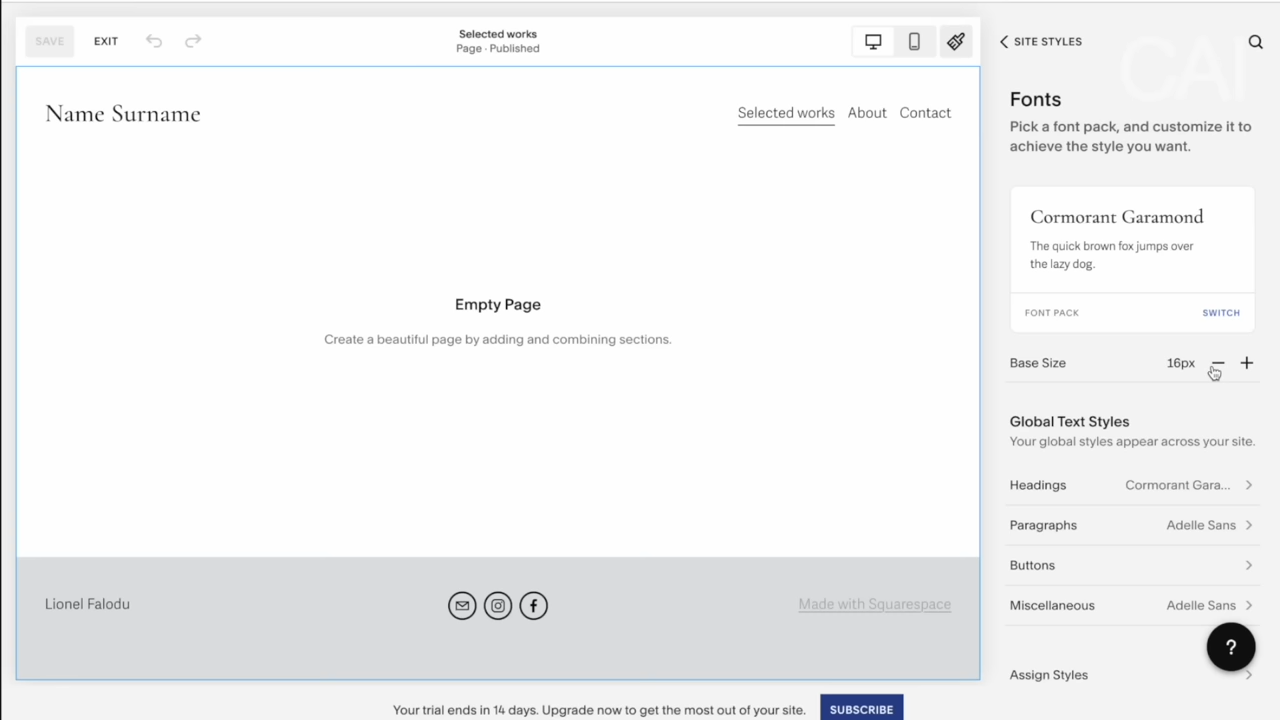 SAVE
EXIT
Selected works
Page · Published
SITE STYLES
CAI
Name Surname
Selected works
About
Contact
Empty Page
Create a beautiful page by adding and combining sections.
Lionel Falodu
Made with Squarespace
Your trial ends in 14 days. Upgrade now to get the most out of your site.
SUBSCRIBE
Fonts
Pick a font pack, and customize it to
achieve the style you want.
Cormorant Garamond
The quick brown fox jumps over
the lazy dog.
FONT PACK
SWITCH
Base Size
16px
Global Text Styles
Your global styles appear across your site.
Headings
Cormorant Gara...
Paragraphs
Adelle Sans
Buttons
Miscellaneous
Adelle Sans
?
Assign Styles